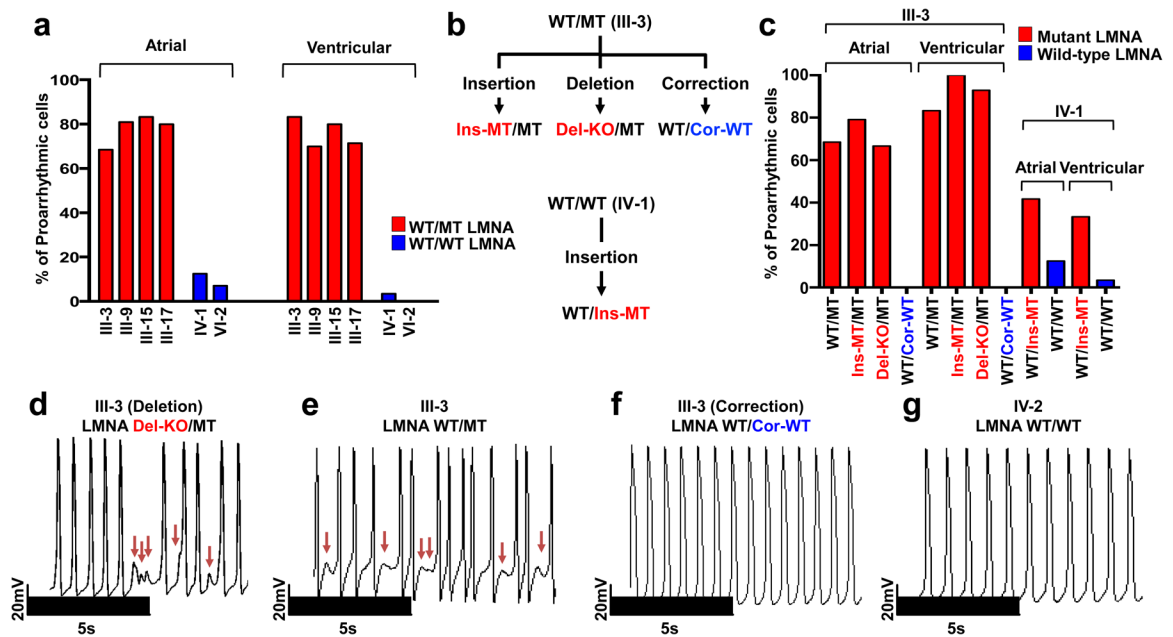 a
Atrial
Ventricular
% of Proarrhythmic cells
100
80
60
40
20
0
III-3
III-9
III-15
III-17
IV-1
VI-2
III-3
III-9
III-15
III-17
IV-1
VI-2
WT/MT LMNA
WT/WT LMNA
b
WT/MT (III-3)
Insertion Deletion Correction
Ins-MT/MT Del-KO/MT WT/Cor-WT
WT/WT (IV-1)
Insertion
WT/Ins-MT
c
III-3
Mutant LMNA
Wild-type LMNA
Atrial
Ventricular
IV-1
Atrial
Ventricular
% of Proarrhythmic cells
100
80
60
40
20
0
WT/MT
Ins-MT/MT
Del-KO/MT
WT/Cor-WT
WT/MT
Ins-MT/MT
Del-KO/MT
WT/Cor-WT
WT/Ins-MT
WT/WT
WT/Ins-MT
WT/WT
d
III-3 (Deletion)
LMNA Del-KO/MT
20mV
5s
e
III-3
LMNA WT/MT
20mV
5s
f
III-3 (Correction)
LMNA WT/Cor-WT
20mV
5s
g
IV-2
LMNA WT/WT
20mV
5s